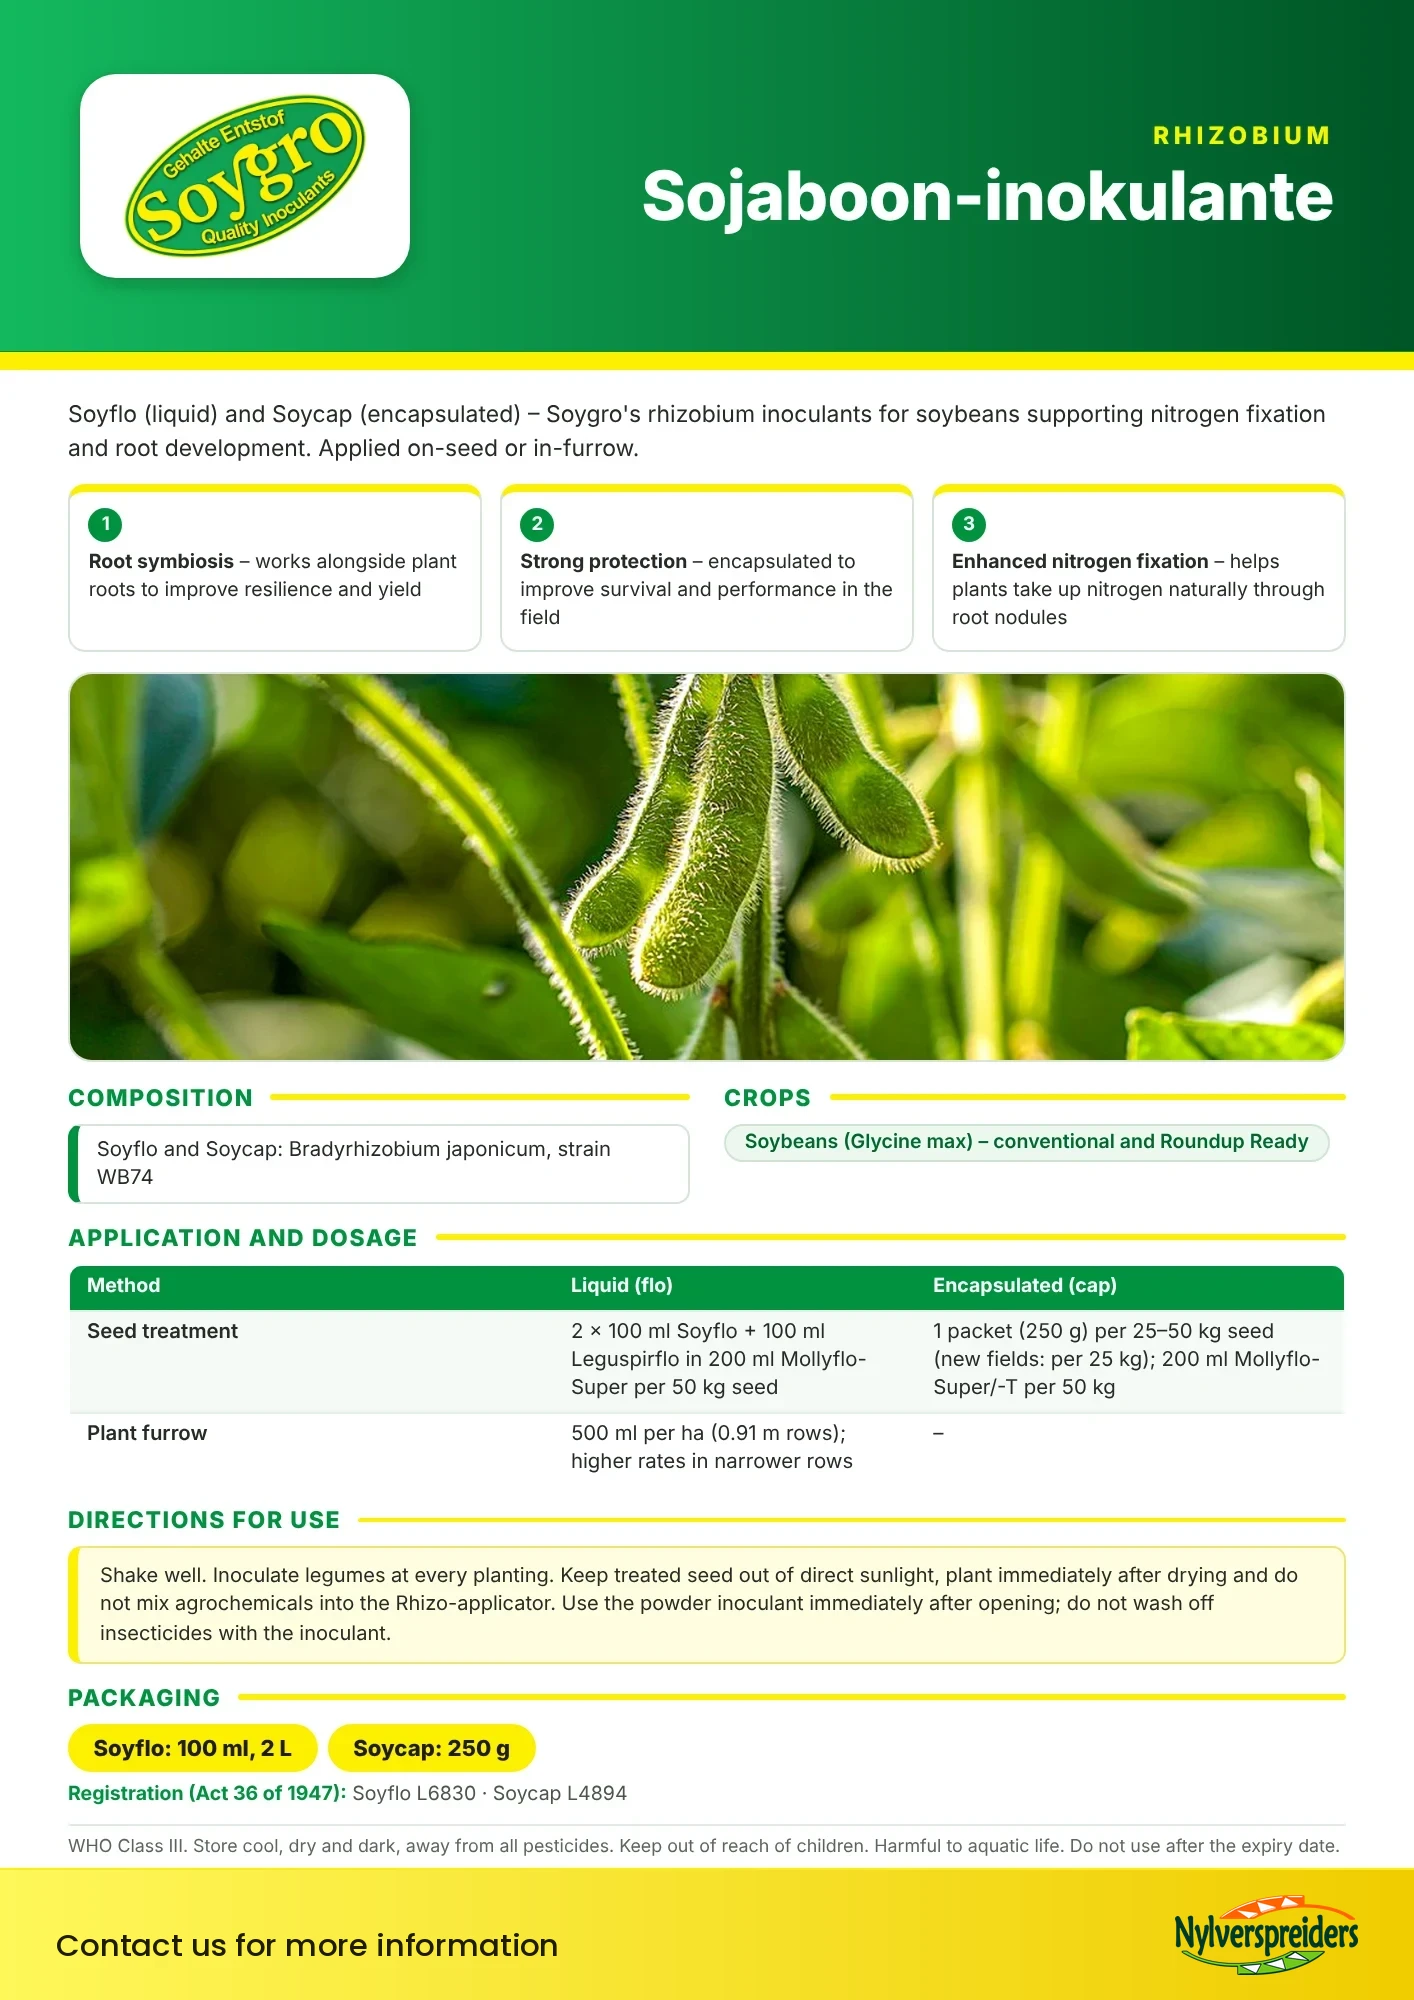 Gehalte Entstof
Soygro
Quality Inoculants
RHIZOBIUM
Sojaboon-inokulante
Soyflo (liquid) and Soycap (encapsulated) – Soygro's rhizobium inoculants for soybeans supporting nitrogen fixation
and root development. Applied on-seed or in-furrow.
1
Root symbiosis – works alongside plant
roots to improve resilience and yield
2
Strong protection – encapsulated to
improve survival and performance in the
field
3
Enhanced nitrogen fixation – helps
plants take up nitrogen naturally through
root nodules
COMPOSITION
Soyflo and Soycap: Bradyrhizobium japonicum, strain
WB74
CROPS
Soybeans (Glycine max) – conventional and Roundup Ready
APPLICATION AND DOSAGE
Method Liquid (flo) Encapsulated (cap)
Seed treatment
2 × 100 ml Soyflo + 100 ml
Leguspirflo in 200 ml Mollyflo-
Super per 50 kg seed
1 packet (250 g) per 25–50 kg seed
(new fields: per 25 kg); 200 ml Mollyflo-
Super/-T per 50 kg
Plant furrow
500 ml per ha (0.91 m rows);
higher rates in narrower rows
–
DIRECTIONS FOR USE
Shake well. Inoculate legumes at every planting. Keep treated seed out of direct sunlight, plant immediately after drying and do
not mix agrochemicals into the Rhizo-applicator. Use the powder inoculant immediately after opening; do not wash off
insecticides with the inoculant.
PACKAGING
Soyflo: 100 ml, 2 L
Soycap: 250 g
Registration (Act 36 of 1947): Soyflo L6830 · Soycap L4894
WHO Class III. Store cool, dry and dark, away from all pesticides. Keep out of reach of children. Harmful to aquatic life. Do not use after the expiry date.
Contact us for more information
Nylverspreiders